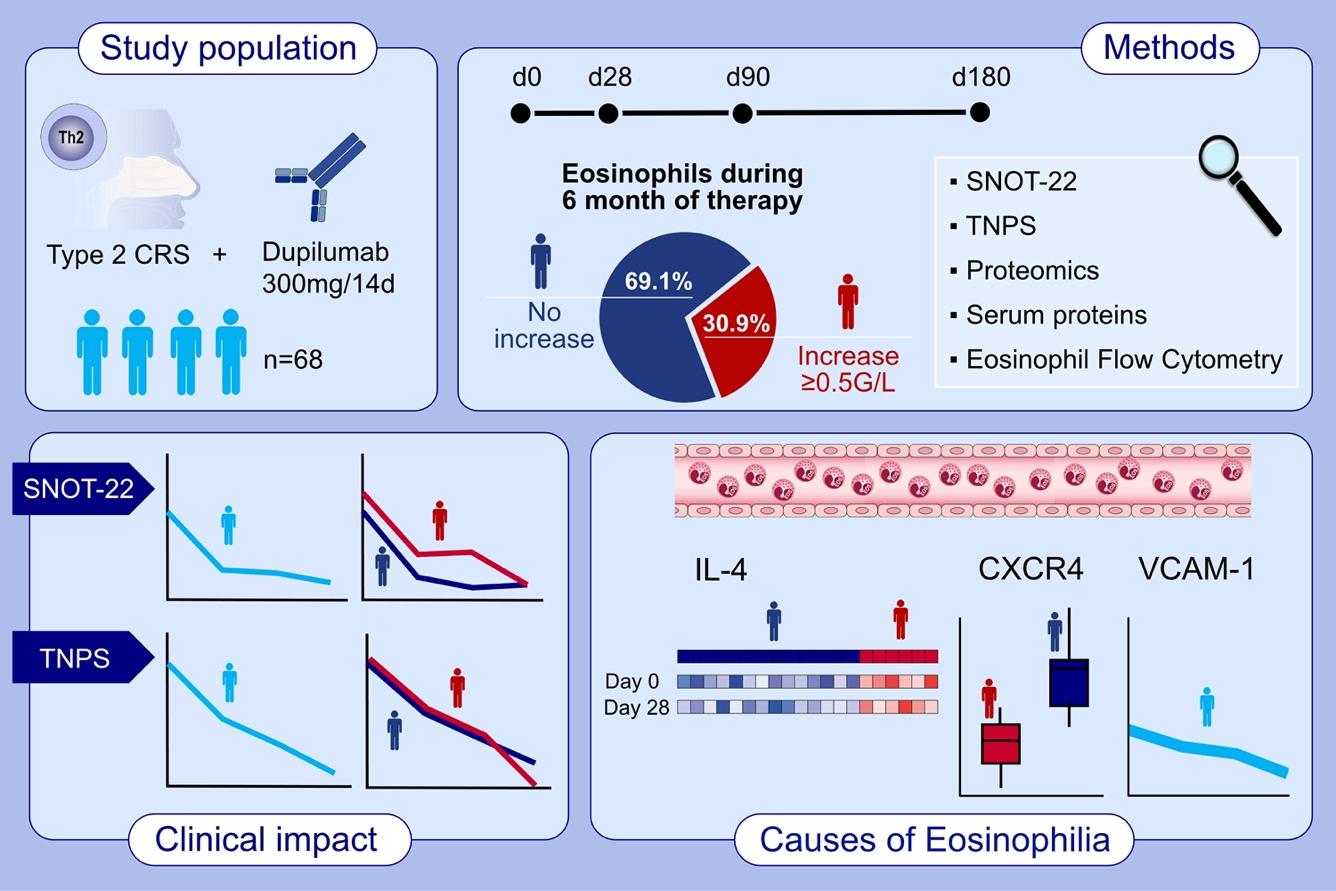 Study population
Th2
Type 2 CRS + Dupilumab
300mg/14d
n=68
Methods
d0 d28 d90 d180
Eosinophils during
6 month of therapy
69.1%
No
increase
30.9%
Increase
≥0.5G/L
▪ SNOT-22
▪ TNPS
▪ Proteomics
▪ Serum proteins
▪ Eosinophil Flow Cytometry
SNOT-22
TNPS
Clinical impact
IL-4 CXCR4 VCAM-1
Day 0
Day 28
Causes of Eosinophilia